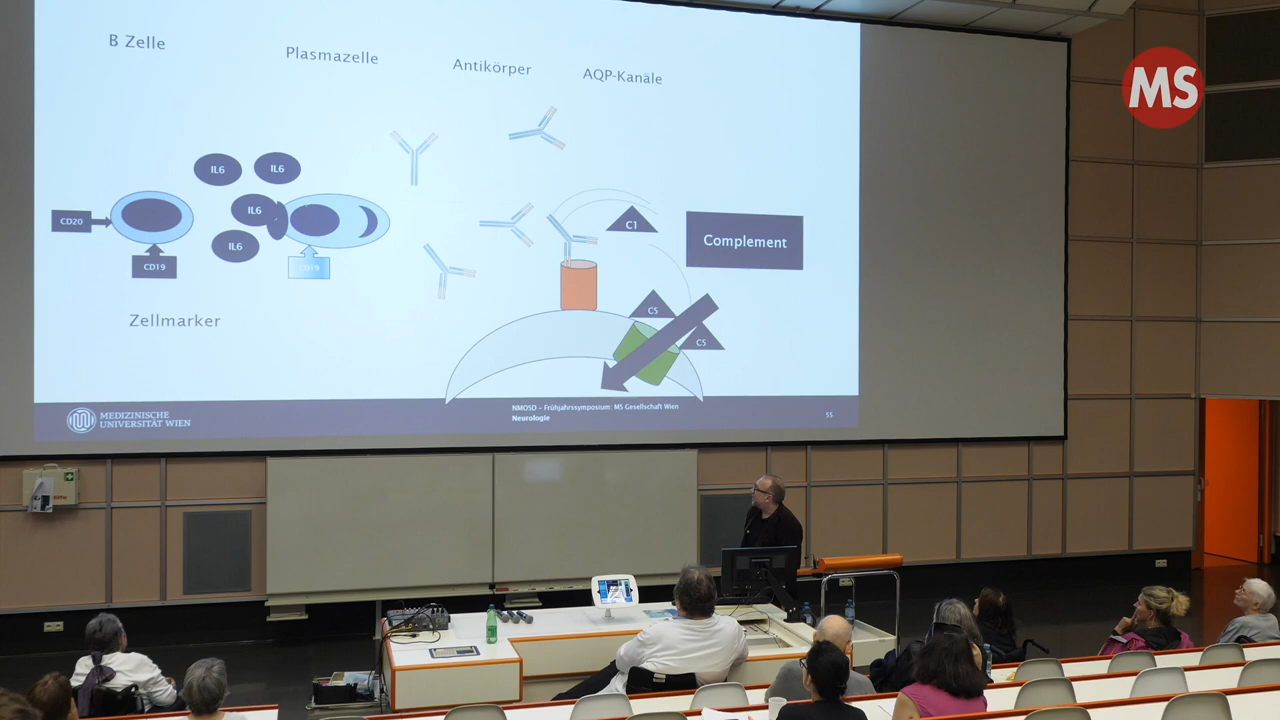 MS
B Zelle
Plasmazelle
Antikörper
AQP-Kanäle
IL6
IL6
IL6
IL6
CD20
CD19
CD19
C1
Complement
C5
C5
Zellmarker
MEDIZINISCHE
UNIVERSITÄT WIEN
NMOSD – Frühjahrssymposium: MS Gesellschaft Wien
Neurologie
55